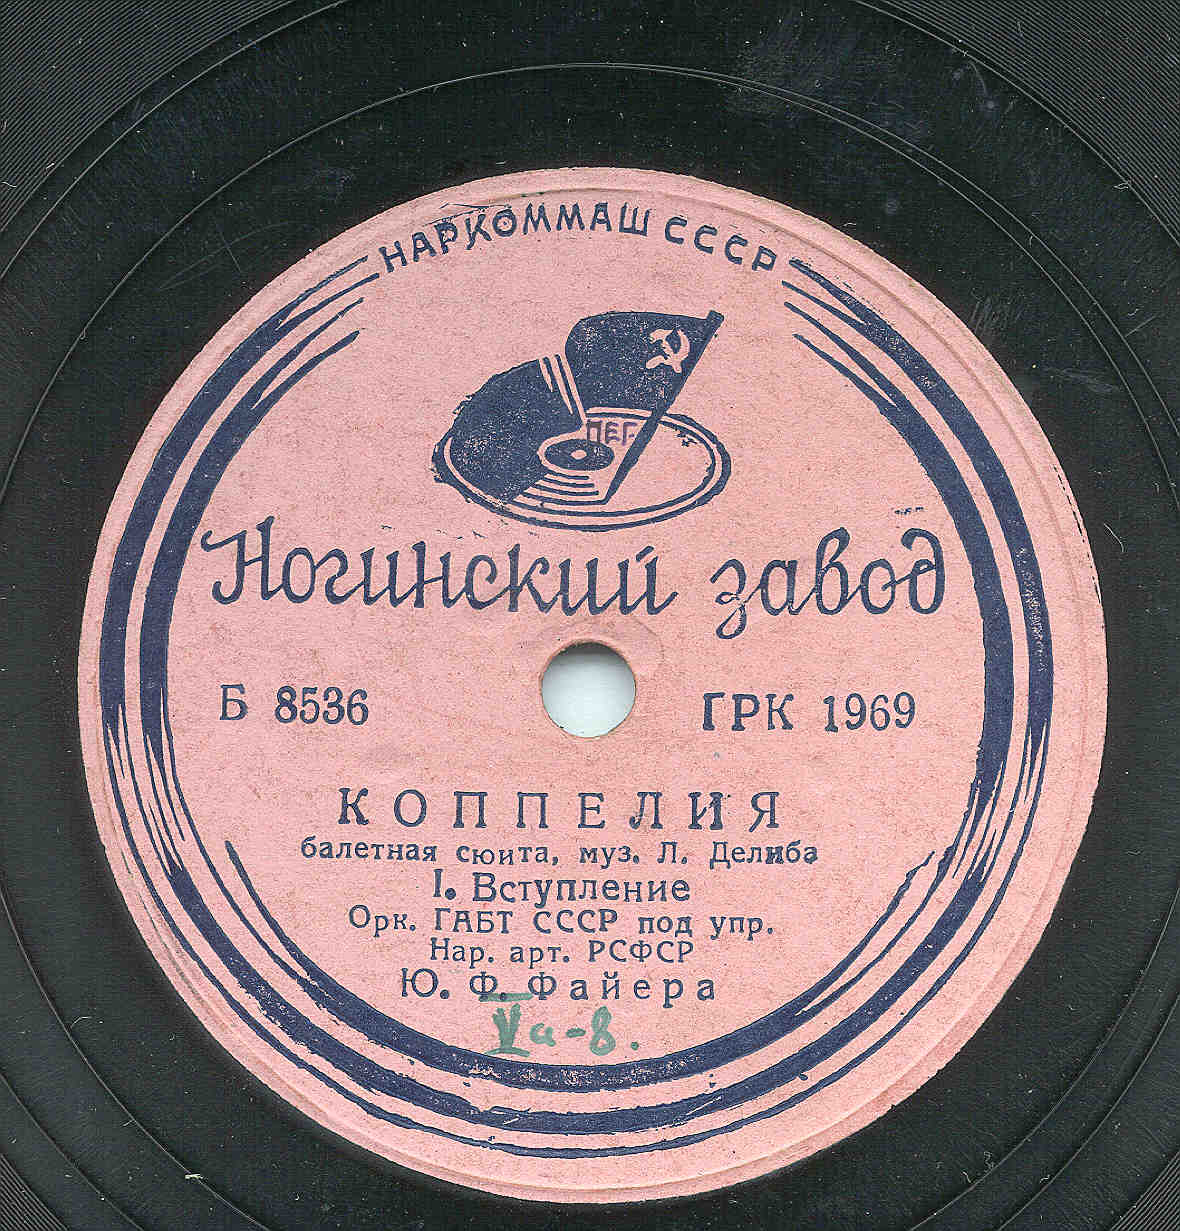 НАРКОММАШ СССР
ПЕГ
Ногинский завод
Б 8536
ГРК 1969
КОППЕЛИЯ
балетная сюита, муз. Л. Делиба
I. Вступление
Орк. ГАБТ СССР под упр.
Нар. арт. РСФСР
Ю. Ф. Файера
Va-8.